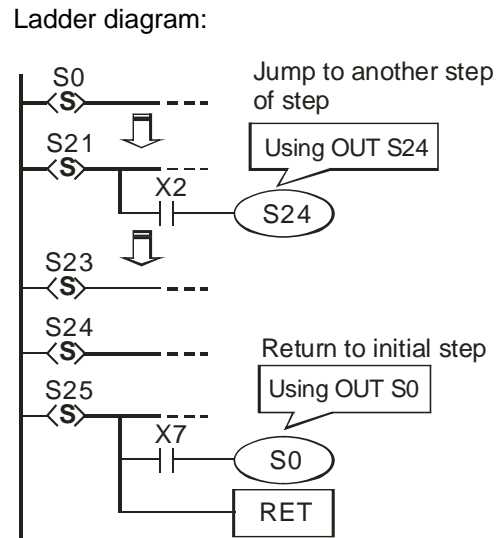 Ladder diagram:
S0
S
Jump to another step
of step
S21
S
Using OUT S24
X2
S24
S23
S
S24
S
Return to initial step
S25
S
Using OUT S0
X7
S0
RET